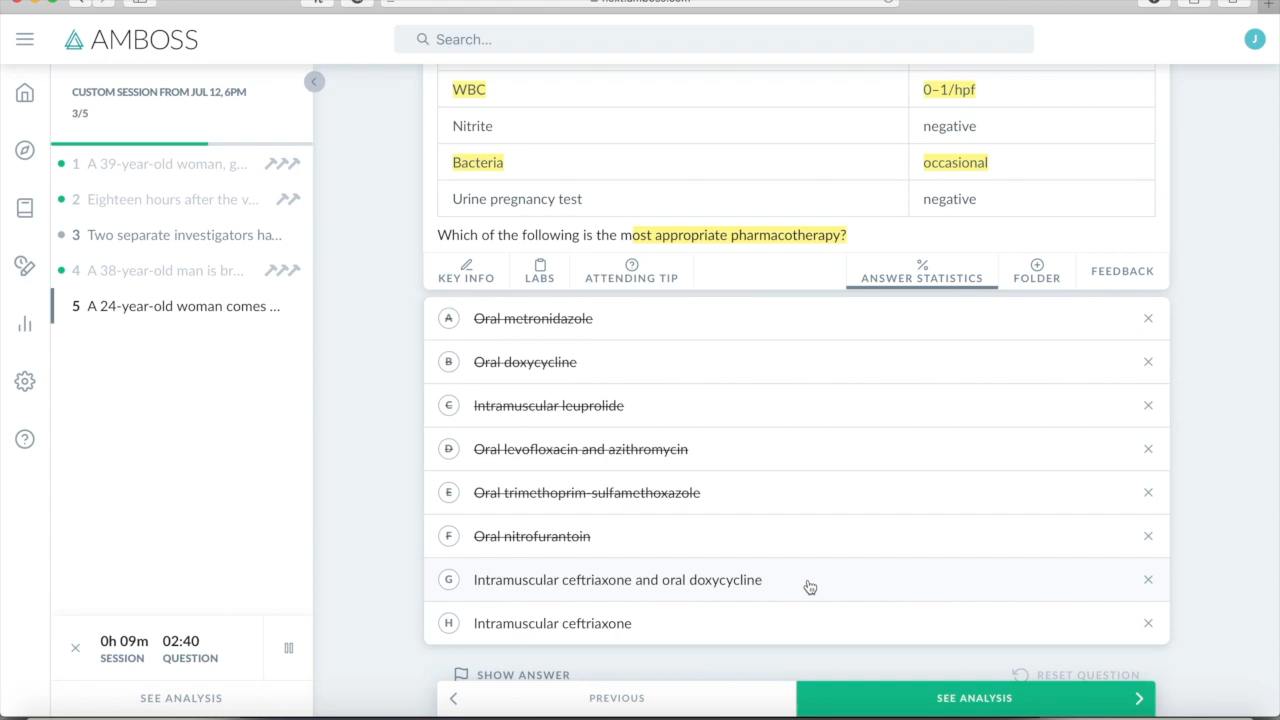 AMBOSS
Search...
J
CUSTOM SESSION FROM JUL 12, 6PM
3/5
1 A 39-year-old woman, g...
2 Eighteen hours after the v...
3 Two separate investigators ha...
4 A 38-year-old man is br...
5 A 24-year-old woman comes ...
0h 09m 02:40
SESSION QUESTION
SEE ANALYSIS
WBC 0–1/hpf
Nitrite negative
Bacteria occasional
Urine pregnancy test negative
Which of the following is the most appropriate pharmacotherapy?
KEY INFO LABS ATTENDING TIP ANSWER STATISTICS FOLDER FEEDBACK
A Oral metronidazole
B Oral doxycycline
C Intramuscular leuprolide
D Oral levofloxacin and azithromycin
E Oral trimethoprim-sulfamethoxazole
F Oral nitrofurantoin
G Intramuscular ceftriaxone and oral doxycycline
H Intramuscular ceftriaxone
SHOW ANSWER RESET QUESTION
PREVIOUS SEE ANALYSIS